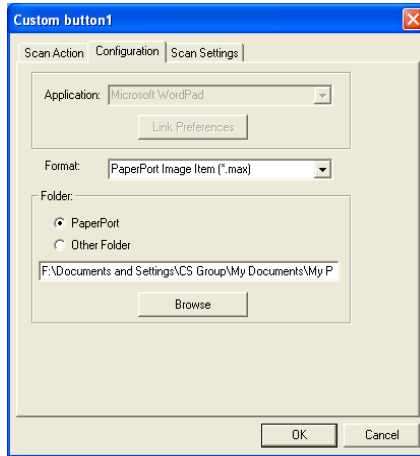 Custom button1
Scan Action Configuration Scan Settings
Application: Microsoft WordPad
Link Preferences
Format: PaperPort Image Item (*.max)
Folder:
PaperPort
Other Folder
F:\Documents and Settings\CS Group\My Documents\My P
Browse
OK Cancel